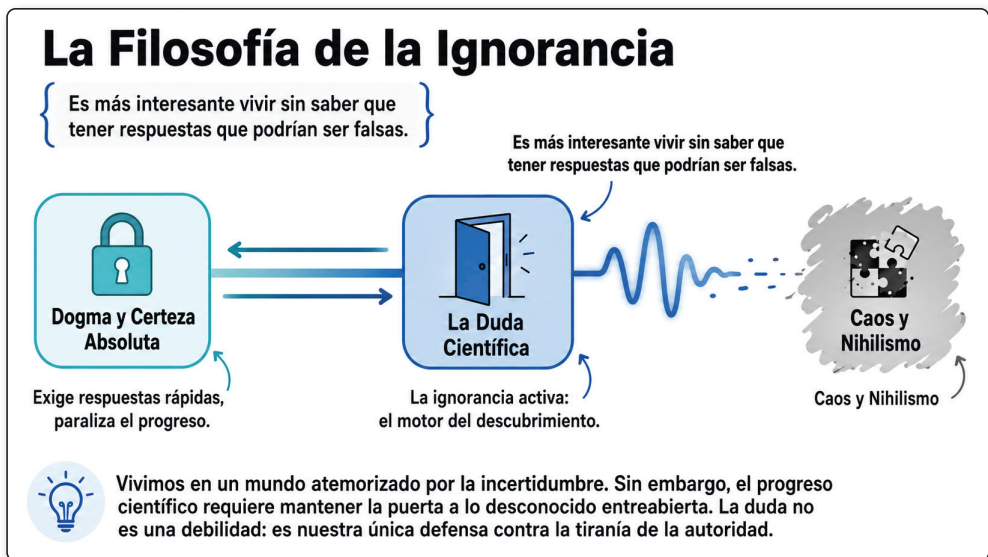 La Filosofía de la Ignorancia
Es más interesante vivir sin saber que
tener respuestas que podrían ser falsas.
Es más interesante vivir sin saber que
tener respuestas que podrían ser falsas.
Dogma y Certeza
Absoluta
La Duda
Científica
Caos y
Nihilismo
Exige respuestas rápidas,
paraliza el progreso.
La ignorancia activa:
el motor del descubrimiento.
Caos y Nihilismo
Vivimos en un mundo atemorizado por la incertidumbre. Sin embargo, el progreso
científico requiere mantener la puerta a lo desconocido entreabierta. La duda no
es una debilidad: es nuestra única defensa contra la tiranía de la autoridad.